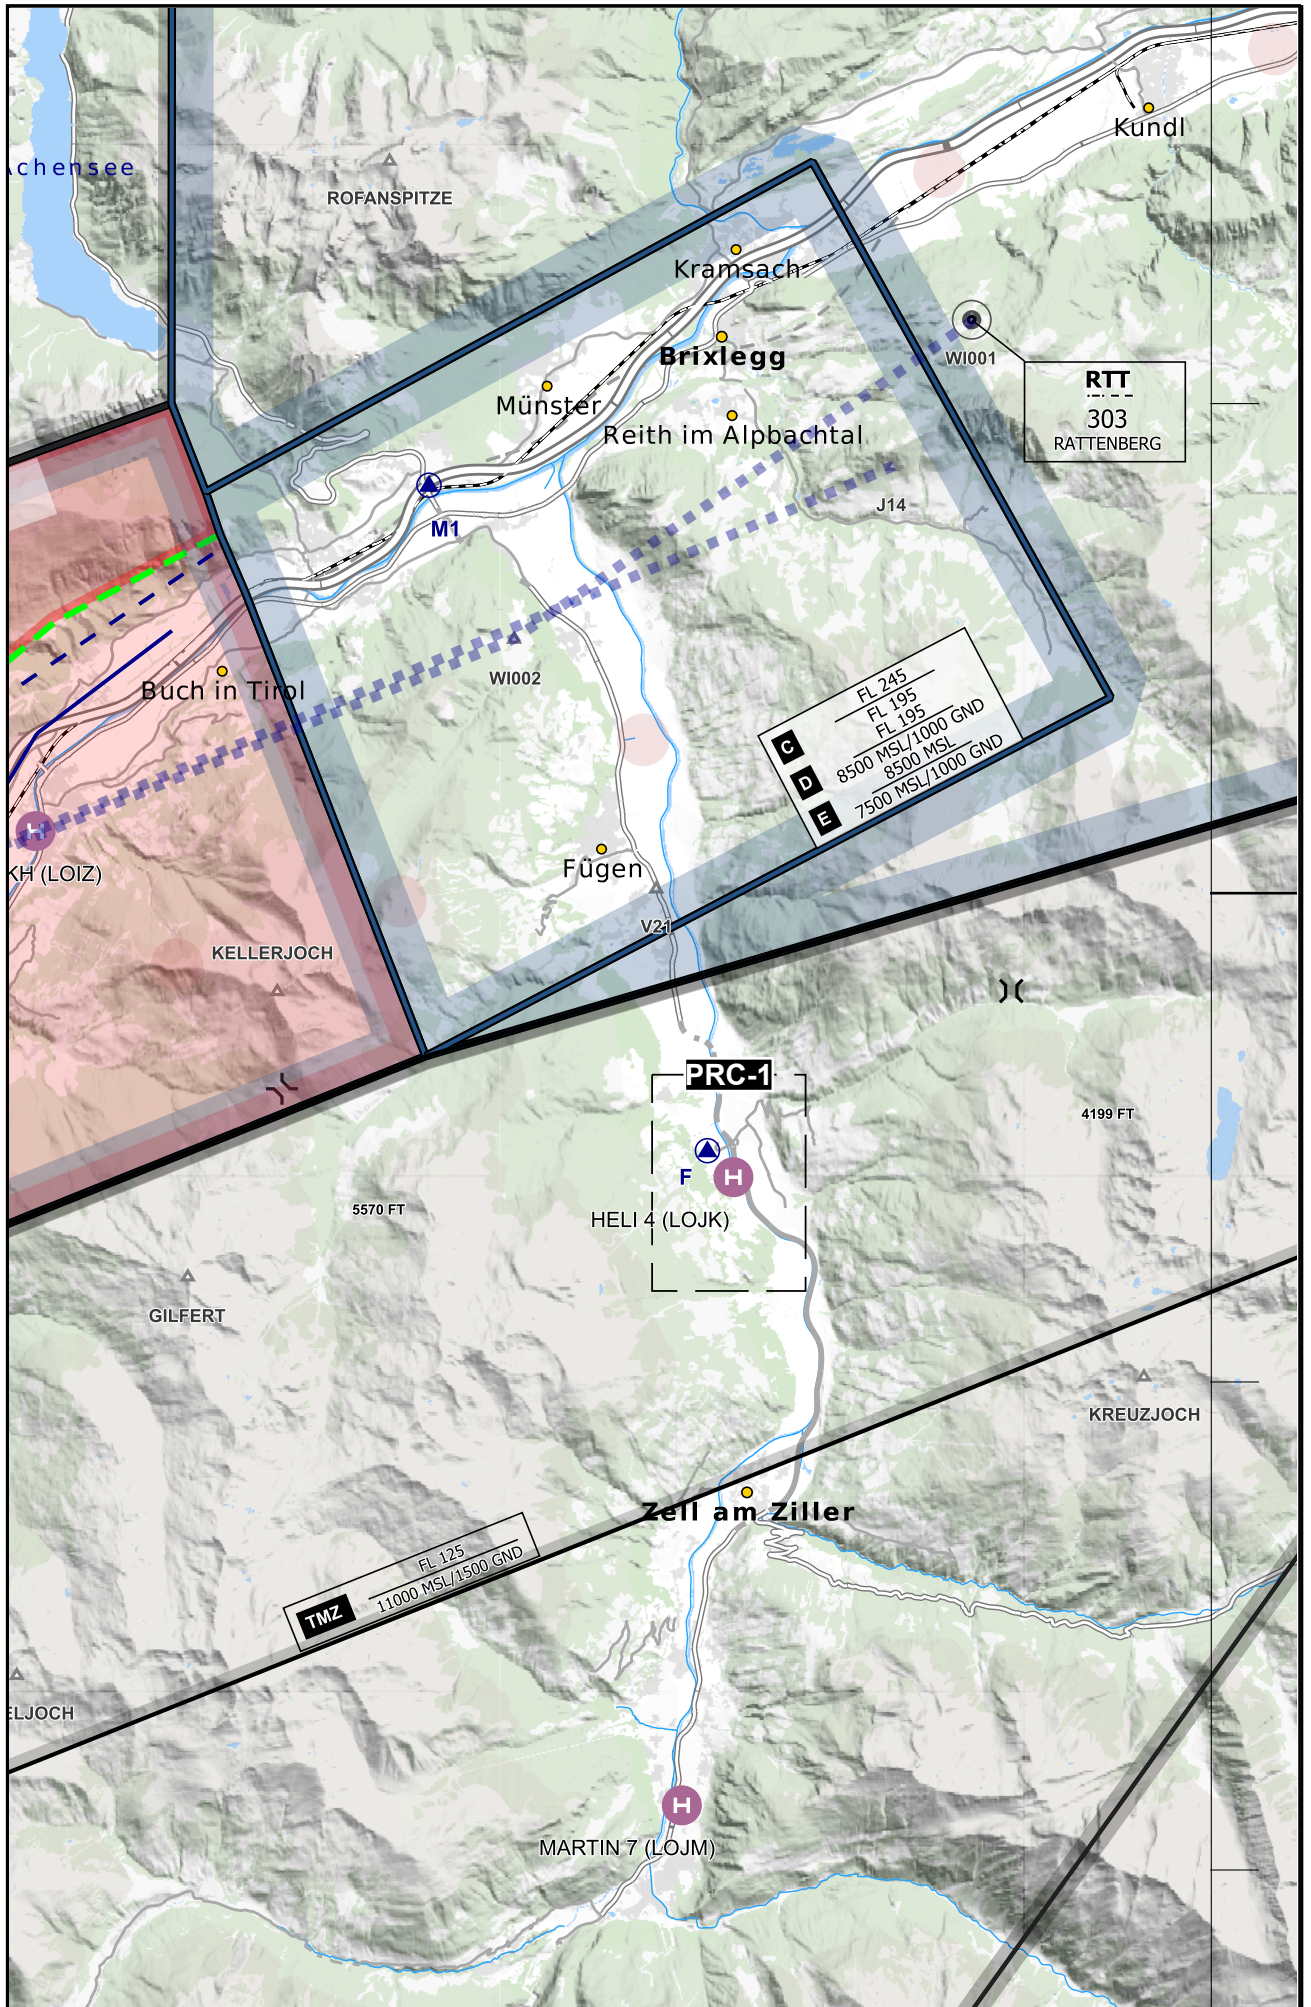 Kundl
chensee
ROFANSPITZE
Kramsach
WI001
Brixlegg
RTT
303
RATTENBERG
Münster
Reith im Alpbachtal
J14
M1
WI002
Buch in Tirol
FL 245
FL 195
C
FL 195
8500 MSL/1000 GND
D
8500 MSL
7500 MSL/1000 GND
E
H
KH (LOIZ)
Fügen
V21
KELLERJOCH
PRC-1
4199 FT
F
H
5570 FT
HELI 4 (LOJK)
GILFERT
KREUZJOCH
Zell am Ziller
FL 125
11000 MSL/1500 GND
TMZ
ELJOCH
H
MARTIN 7 (LOJM)